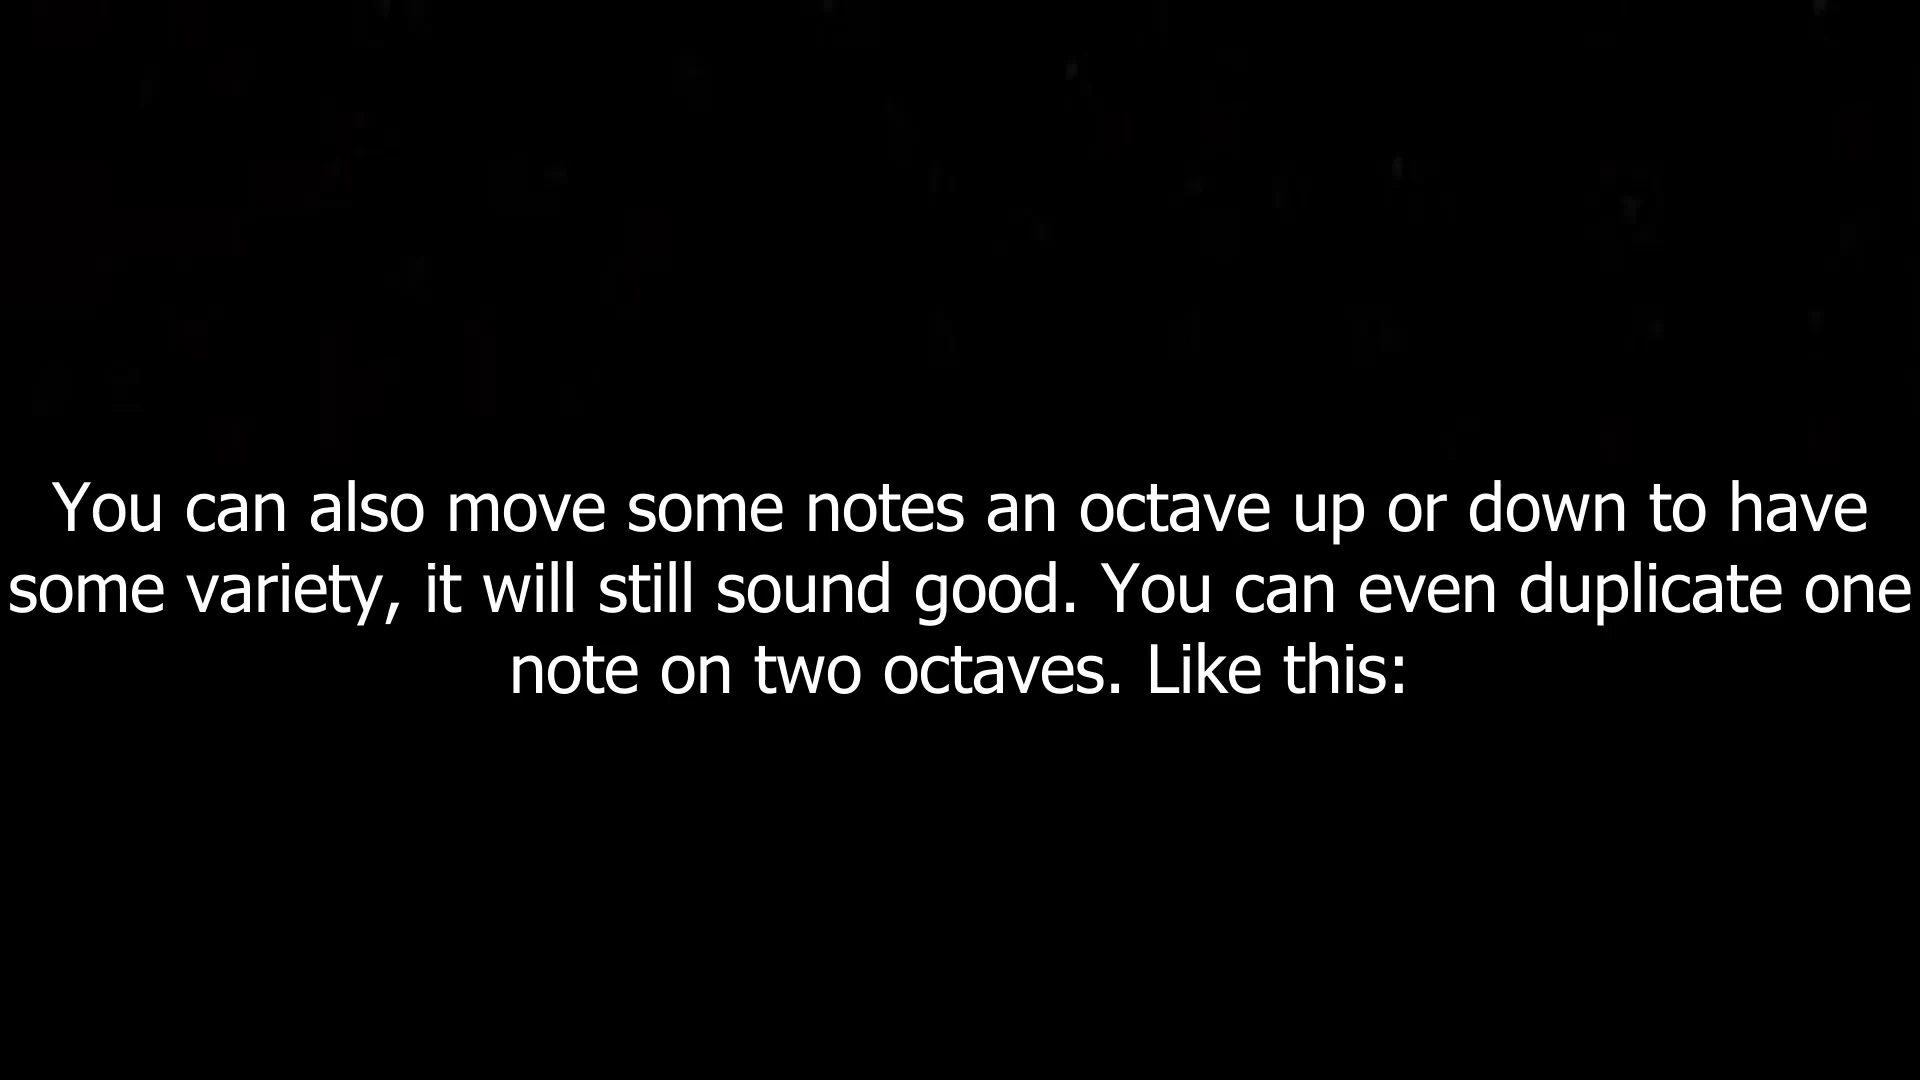 You can also move some notes an octave up or down to have
some variety, it will still sound good. You can even duplicate one
note on two octaves. Like this: